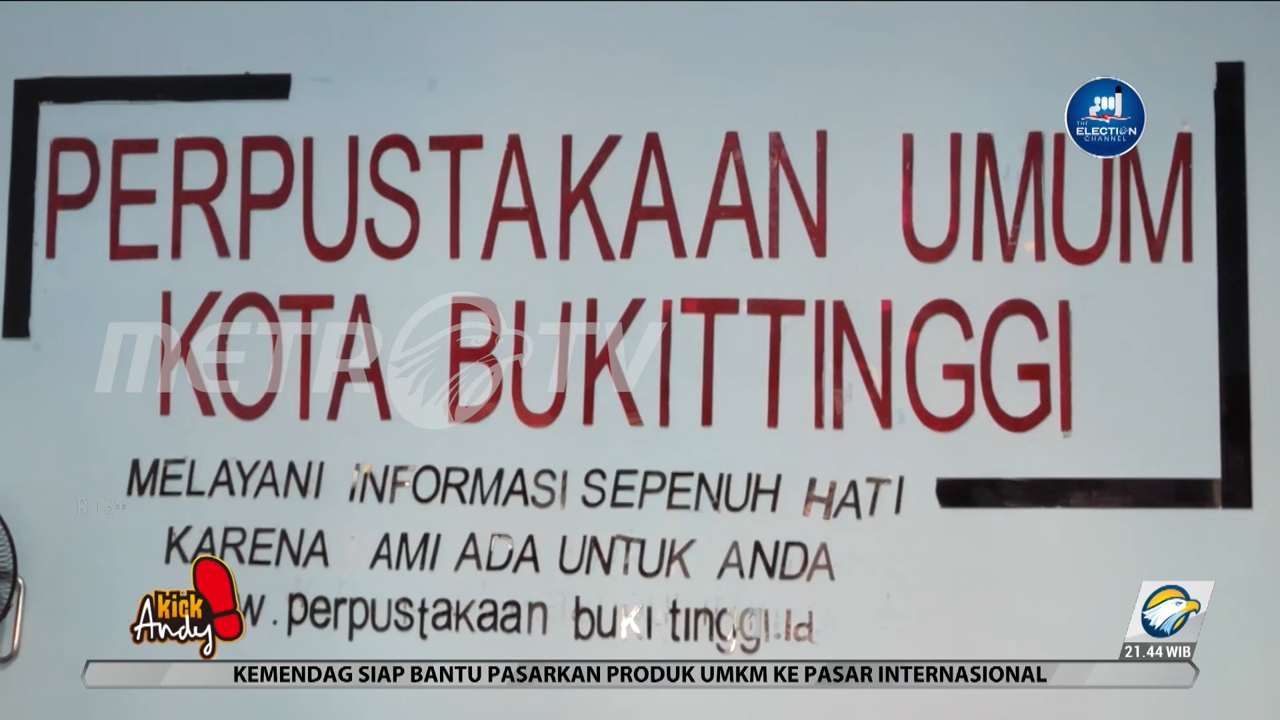 THE
ELECTION
CHANNEL
PERPUSTAKAAN UMUM
KOTA BUKITTINGGI
METRO TV
MELAYANI INFORMASI SEPENUH HATI
R 13+
KARENA AMI ADA UNTUK ANDA
w.perpustakaan buki tinggi.id
kick
Andy
21.44 WIB
KEMENDAG SIAP BANTU PASARKAN PRODUK UMKM KE PASAR INTERNASIONAL